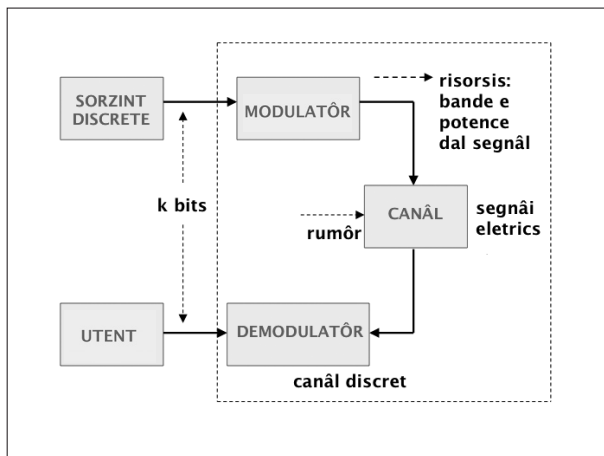 SORZINT
DISCRETE
MODULATÔR
risorsis:
bande e
potence
dal segnâl
k bits
rumôr
CANÂL
segnâi
eletrics
UTENT
DEMODULATÔR
canâl discret